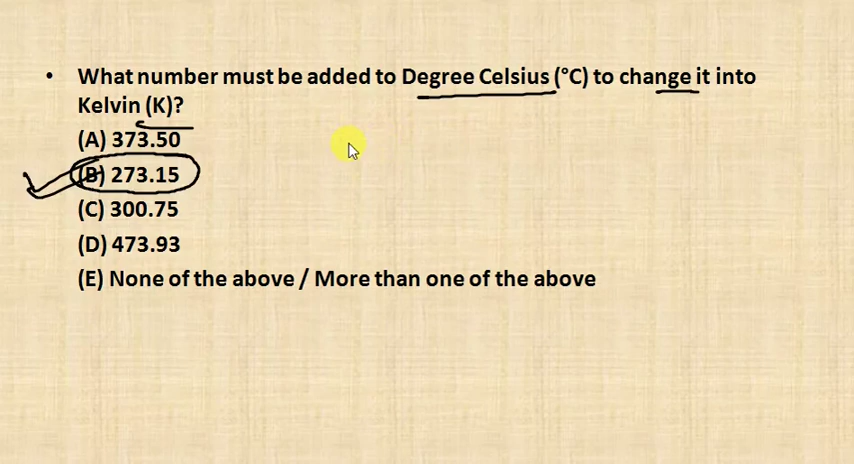 • What number must be added to Degree Celsius (°C) to change it into
Kelvin (K)?
(A) 373.50
(B) 273.15
(C) 300.75
(D) 473.93
(E) None of the above / More than one of the above